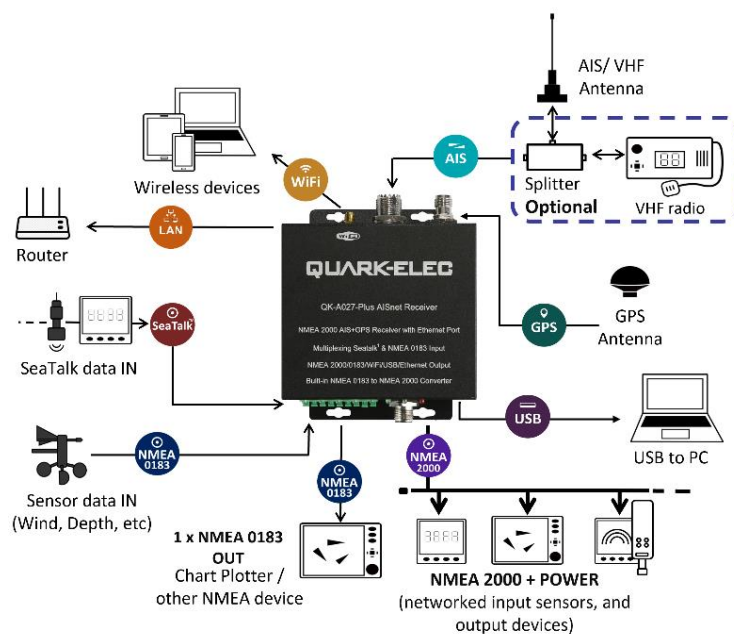 AIS/ VHF
Antenna
AIS
Splitter
Optional
VHF radio
Wireless devices
WiFi
LAN
Router
WiFi
QUARK-ELEC
QK-A027-Plus AISnet Receiver
NMEA 2000 AIS+GPS Receiver with Ethernet Port
Multiplexing Seatalk¹ & NMEA 0183 Input
NMEA 2000/0183/WiFi/USB/Ethernet Output
Built-in NMEA 0183 to NMEA 2000 Converter
GPS
GPS
Antenna
SeaTalk¹
SeaTalk data IN
USB
USB to PC
NMEA
0183
Sensor data IN
(Wind, Depth, etc)
NMEA
0183
NMEA
2000
1 x NMEA 0183
OUT
Chart Plotter /
other NMEA device
NMEA 2000 + POWER
(networked input sensors, and
output devices)